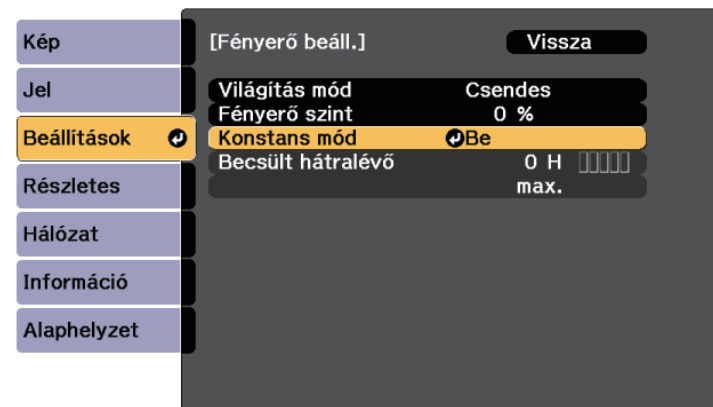 Kép
Jel
Beállítások
Részletes
Hálózat
Információ
Alaphelyzet
[Fényerő beáll.] Vissza
Világítás mód Csendes
Fényerő szint 0 %
Konstans mód Be
Becsült hátralévő 0 H
max.